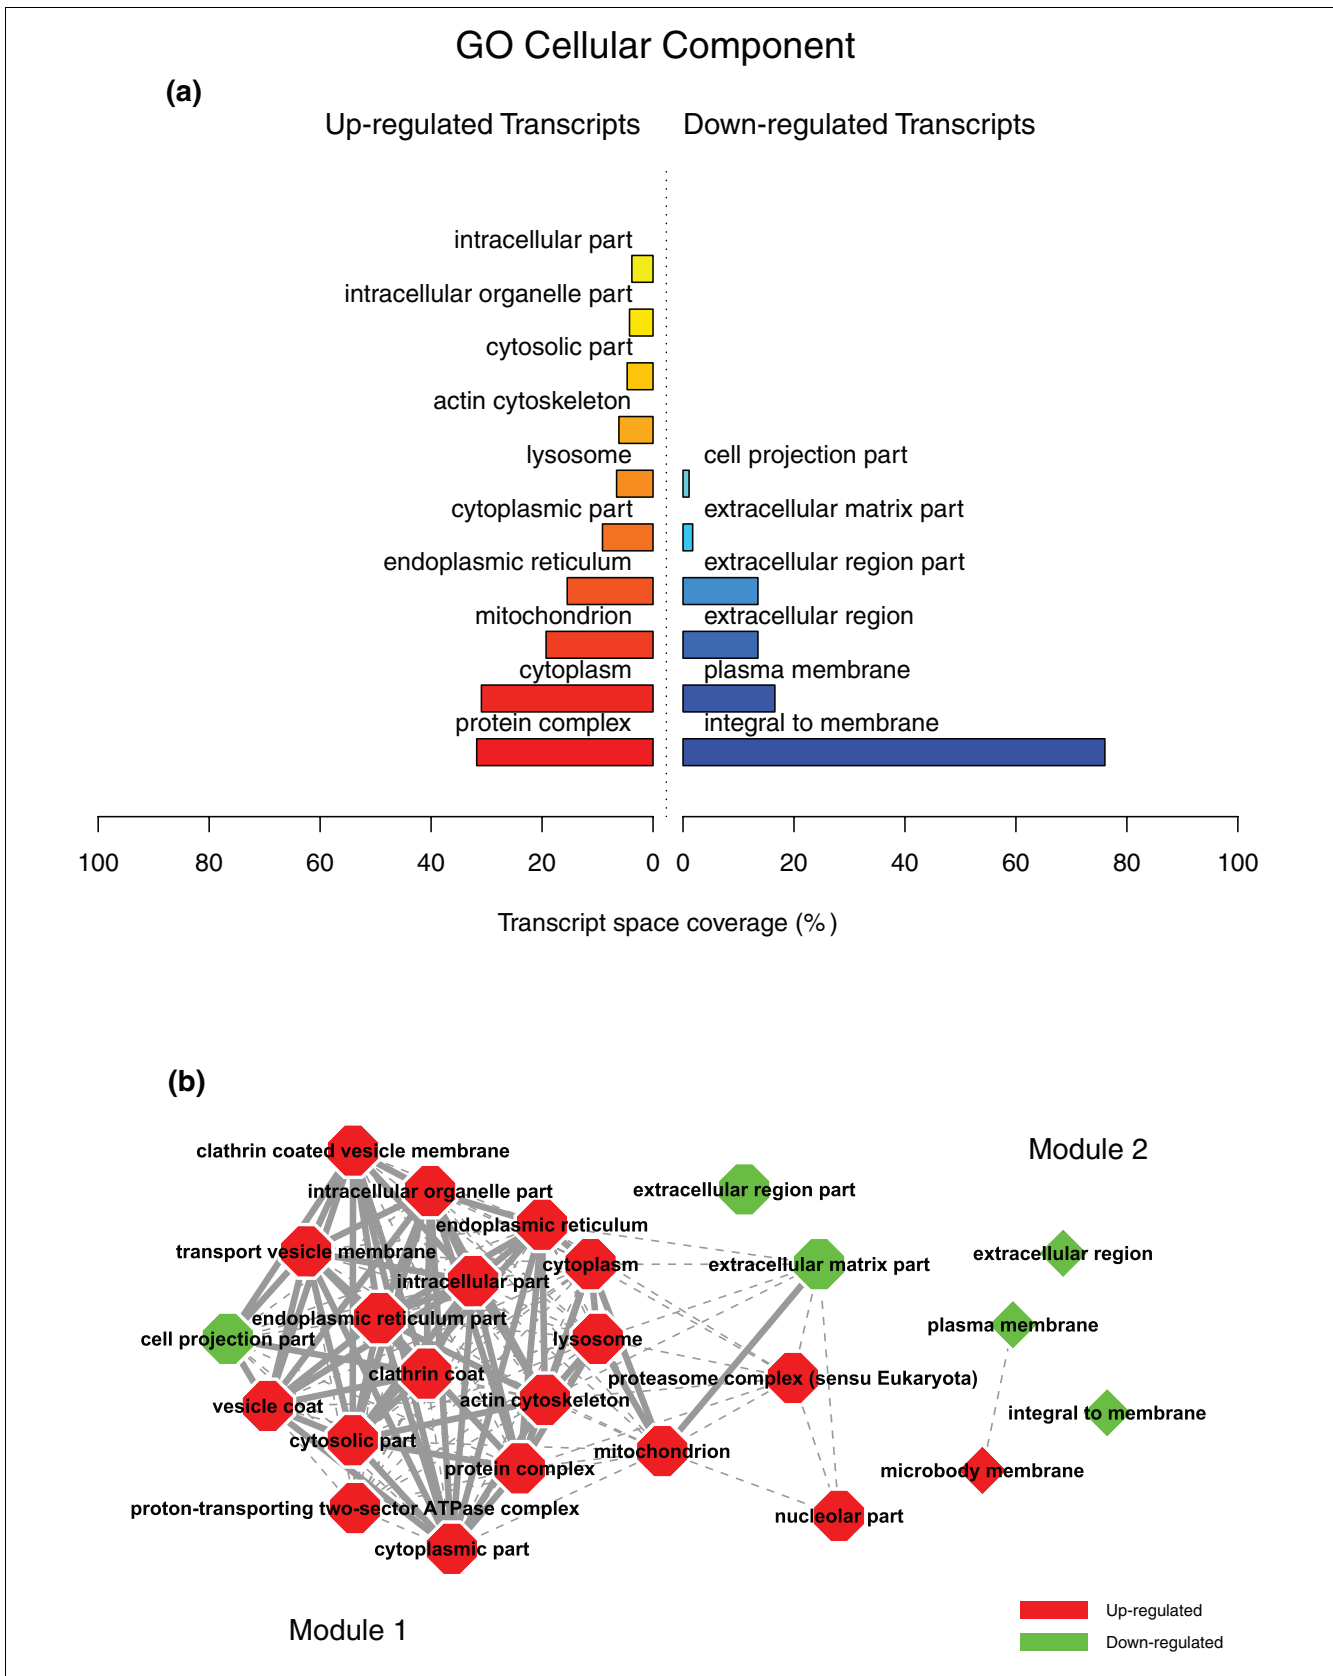 GO Cellular Component
(a)
Up-regulated Transcripts
Down-regulated Transcripts
intracellular part
intracellular organelle part
cytosolic part
actin cytoskeleton
lysosome
cell projection part
cytoplasmic part
extracellular matrix part
endoplasmic reticulum
extracellular region part
mitochondrion
extracellular region
cytoplasm
plasma membrane
protein complex
integral to membrane
100 80 60 40 20 0 0 20 40 60 80 100
Transcript space coverage (%)
(b)
Module 2
clathrin coated vesicle membrane
intracellular organelle part
extracellular region part
endoplasmic reticulum
transport vesicle membrane
extracellular region
cytoplasm
extracellular matrix part
intracellular part
endoplasmic reticulum part
plasma membrane
cell projection part
lysosome
clathrin coat
proteasome complex (sensu Eukaryota)
actin cytoskeleton
vesicle coat
integral to membrane
cytosolic part
mitochondrion
protein complex
microbody membrane
proton-transporting two-sector ATPase complex
nucleolar part
cytoplasmic part
Module 1
Up-regulated
Down-regulated